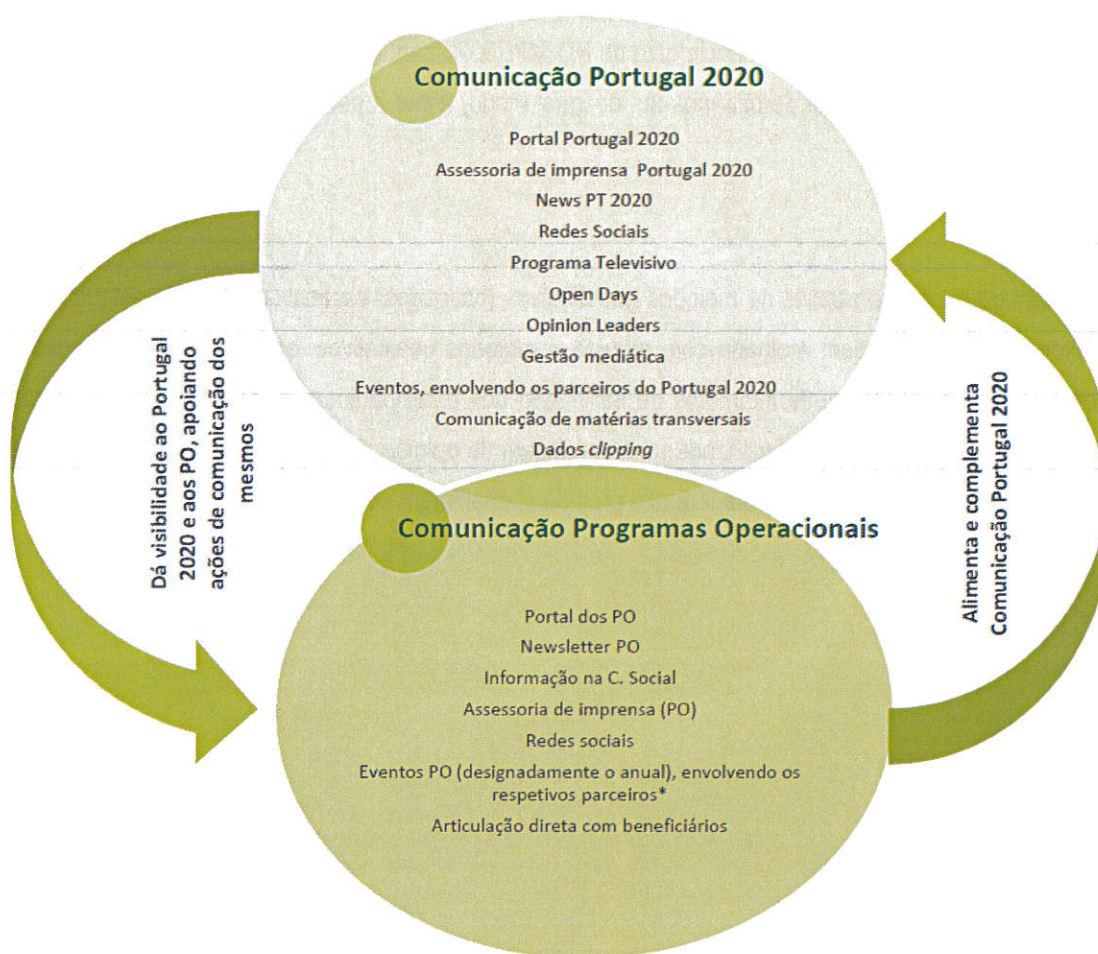 Comunicação Portugal 2020
Portal Portugal 2020
Assessoria de imprensa Portugal 2020
News PT 2020
Redes Sociais
Programa Televisivo
Open Days
Opinion Leaders
Gestão mediática
Eventos, envolvendo os parceiros do Portugal 2020
Comunicação de matérias transversais
Dados clipping
Dá visibilidade ao Portugal
2020 e aos PO, apoiando
ações de comunicação dos
mesmos
Alimenta e complementa
Comunicação Portugal 2020
Comunicação Programas Operacionais
Portal dos PO
Newsletter PO
Informação na C. Social
Assessoria de imprensa (PO)
Redes sociais
Eventos PO (designadamente o anual), envolvendo os
respetivos parceiros*
Articulação direta com beneficiários